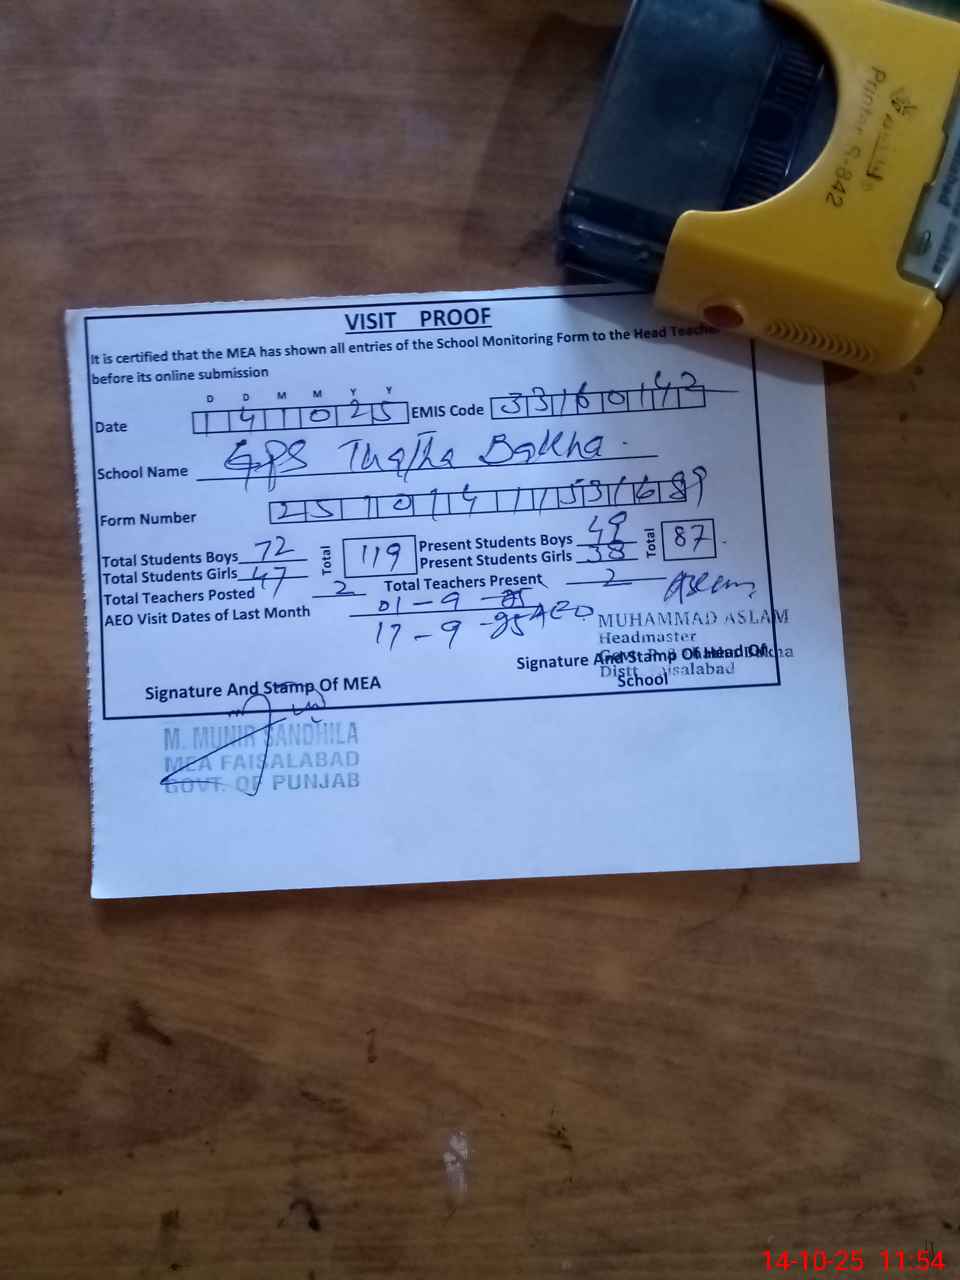 Printer S-842
VISIT PROOF
It is certified that the MEA has shown all entries of the School Monitoring Form to the Head Teache
before its online submission
D D M M Y Y
Date 1 4 1 0 2 5 EMIS Code 3 3 1 6 0 1 4 2
School Name GPS Thatha Bakha
Form Number 2 5 1 0 1 4 1 1 5 3 1 6 8 9
Total Students Boys 72 Total 119 Present Students Boys 49 Total 87
Total Students Girls 47 Present Students Girls 38
Total Teachers Posted 2 Total Teachers Present 2
AEO Visit Dates of Last Month 01-9-25
17-9-25 AEO
Aslam
MUHAMMAD ASLAM
Headmaster
Signature And Stamp Of Head Of
School
Distt Faisalabad
Signature And Stamp Of MEA
M. MUNIR SANDHILA
MEA FAISALABAD
GOVT. OF PUNJAB
14-10-25 11:54